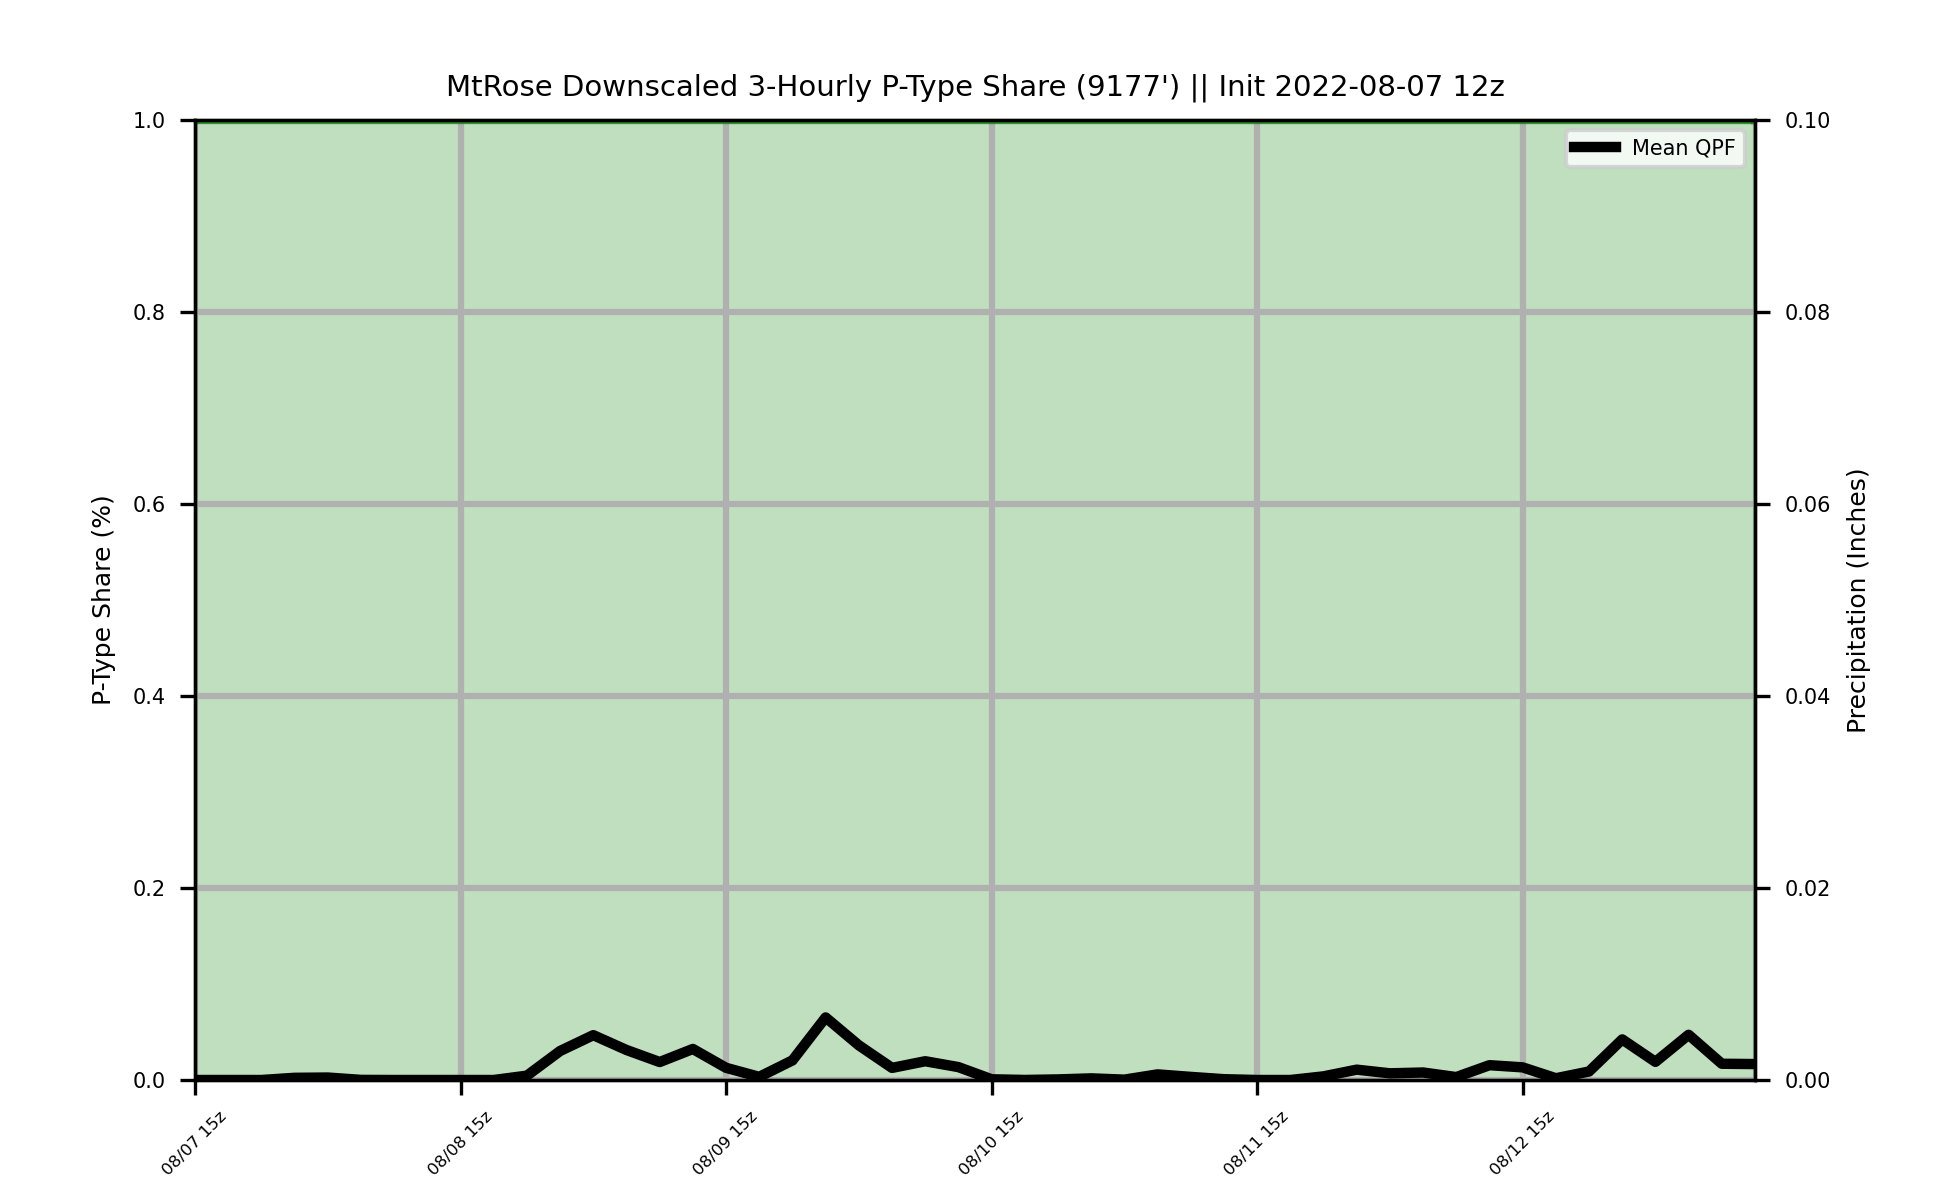 MtRose Downscaled 3-Hourly P-Type Share (9177') || Init 2022-08-07 12z
Mean QPF
P-Type Share (%)
1.0
0.8
0.6
0.4
0.2
0.0
0.10
0.08
0.06
0.04
0.02
0.00
Precipitation (Inches)
08/07 15z
08/08 15z
08/09 15z
08/10 15z
08/11 15z
08/12 15z